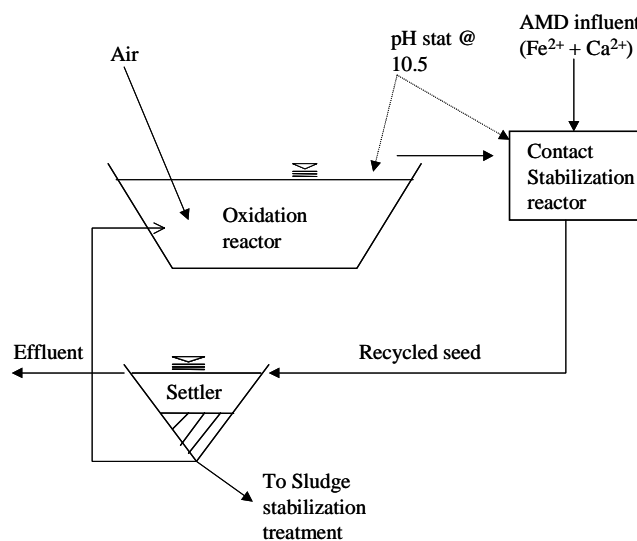 Air
pH stat @
10.5
AMD influent
(Fe²⁺ + Ca²⁺)
Contact
Stabilization
reactor
Oxidation
reactor
Effluent
Recycled seed
Settler
To Sludge
stabilization
treatment